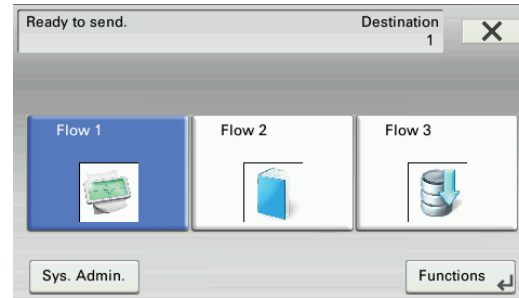 Ready to send.
Destination
1
Flow 1
Flow 2
Flow 3
Sys. Admin.
Functions